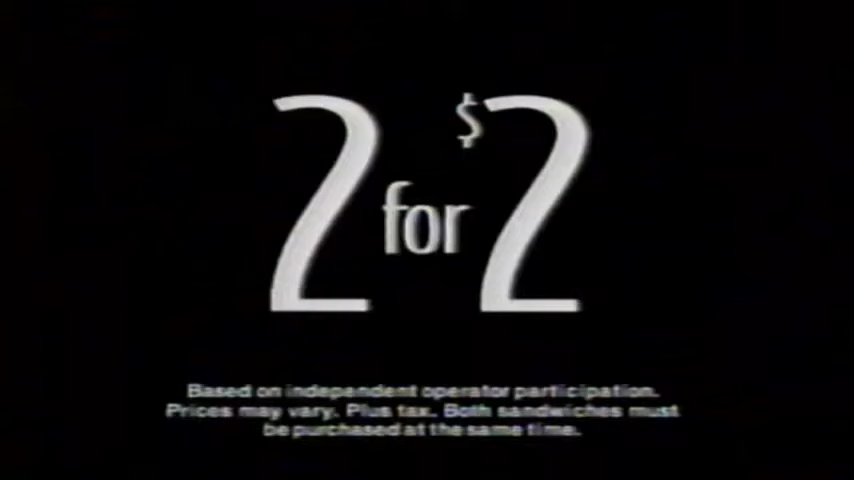 2 for $2
Based on independent operator participation.
Prices may vary. Plus tax. Both sandwiches must
be purchased at the same time.